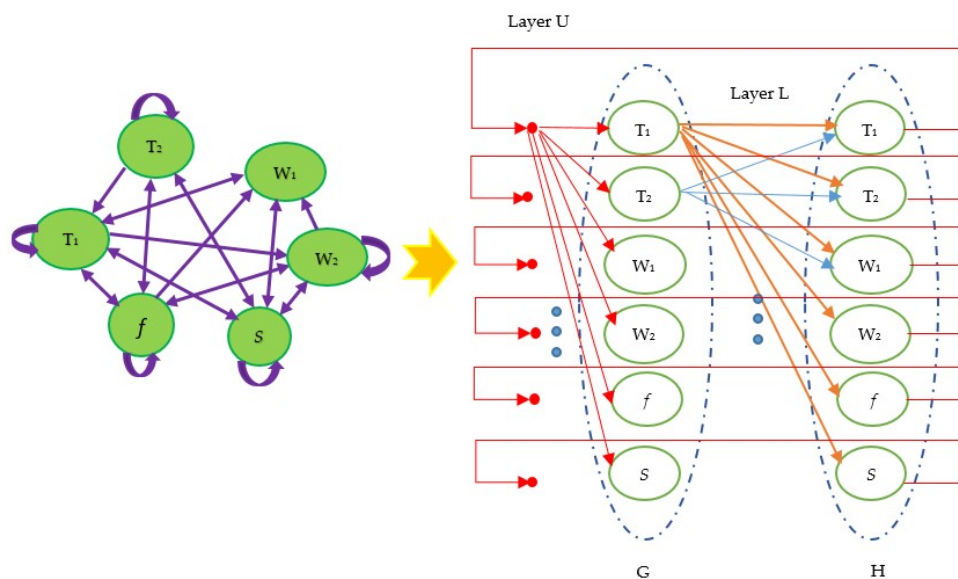 Layer U
Layer L
T₂
W₁
T₁
W₂
f
S
T₁
T₂
W₁
W₂
f
S
T₁
T₂
W₁
W₂
f
S
G
H